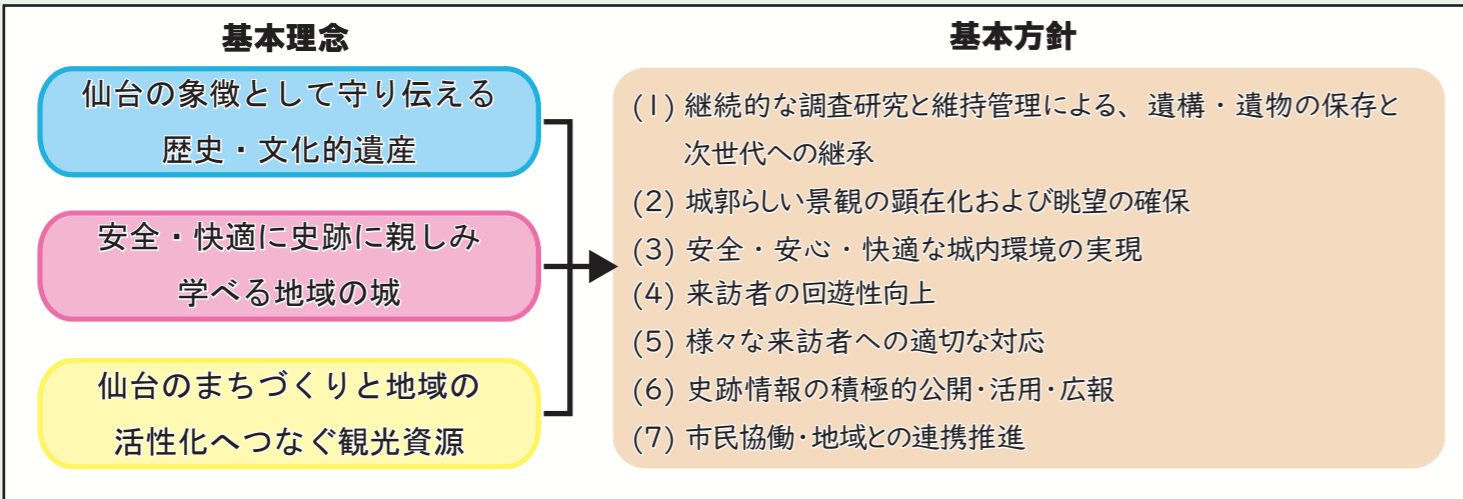 基本理念
仙台の象徴として守り伝える
歴史・文化的遺産
安全・快適に史跡に親しみ
学べる地域の城
仙台のまちづくりと地域の
活性化へつなぐ観光資源
基本方針
(1) 継続的な調査研究と維持管理による、遺構・遺物の保存と
次世代への継承
(2) 城郭らしい景観の顕在化および眺望の確保
(3) 安全・安心・快適な城内環境の実現
(4) 来訪者の回遊性向上
(5) 様々な来訪者への適切な対応
(6) 史跡情報の積極的公開・活用・広報
(7) 市民協働・地域との連携推進